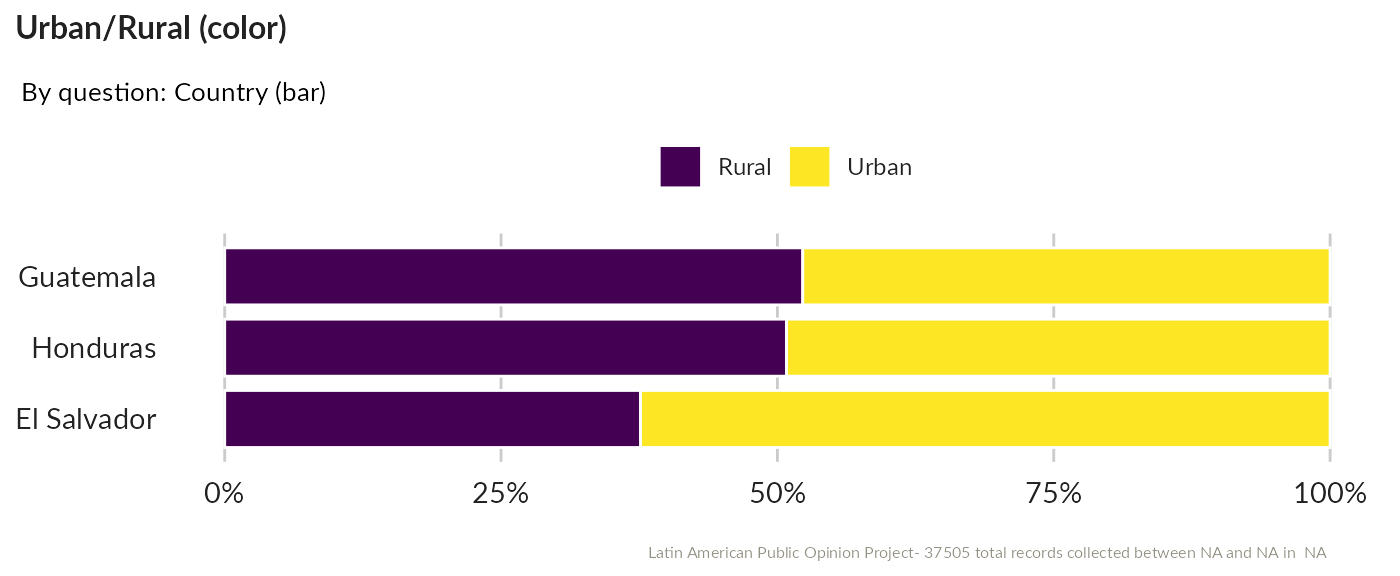 Urban/Rural (color)
By question: Country (bar)
Rural Urban
Guatemala
Honduras
El Salvador
0% 25% 50% 75% 100%
Latin American Public Opinion Project- 37505 total records collected between NA and NA in  NA